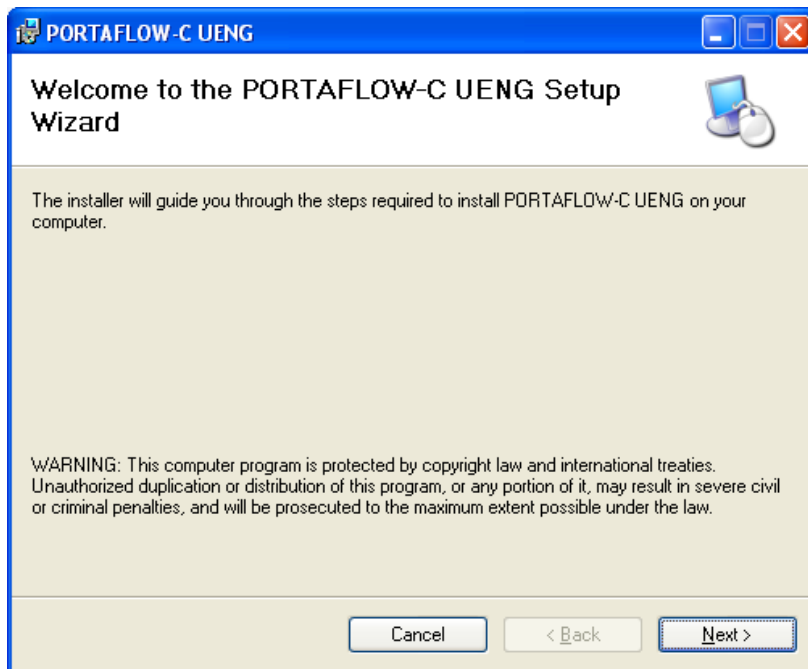 PORTAFLOW-C UENG
Welcome to the PORTAFLOW-C UENG Setup
Wizard
The installer will guide you through the steps required to install PORTAFLOW-C UENG on your
computer.
WARNING: This computer program is protected by copyright law and international treaties.
Unauthorized duplication or distribution of this program, or any portion of it, may result in severe civil
or criminal penalties, and will be prosecuted to the maximum extent possible under the law.
Cancel
< Back
Next >